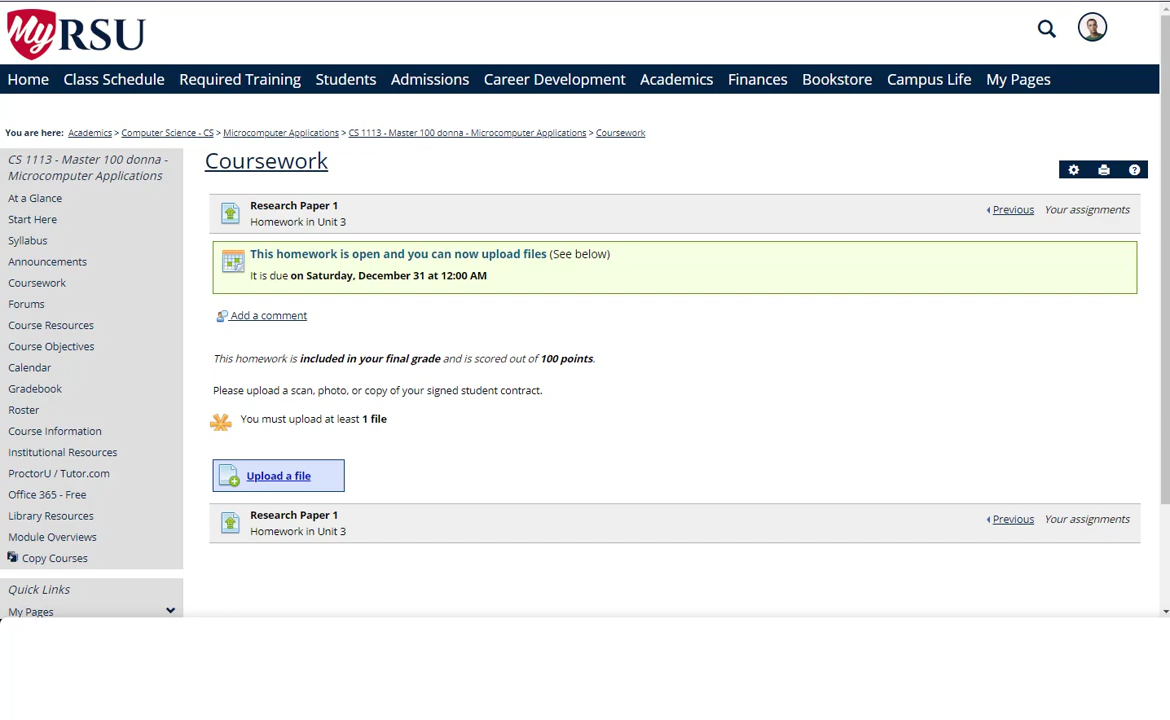 My RSU
Home Class Schedule Required Training Students Admissions Career Development Academics Finances Bookstore Campus Life My Pages
You are here: Academics > Computer Science - CS > Microcomputer Applications > CS 1113 - Master 100 donna - Microcomputer Applications > Coursework
CS 1113 - Master 100 donna -
Microcomputer Applications
At a Glance
Start Here
Syllabus
Announcements
Coursework
Forums
Course Resources
Course Objectives
Calendar
Gradebook
Roster
Course Information
Institutional Resources
ProctorU / Tutor.com
Office 365 - Free
Library Resources
Module Overviews
Copy Courses
Quick Links
My Pages
Coursework
Research Paper 1
Homework in Unit 3
Previous Your assignments
This homework is open and you can now upload files (See below)
It is due on Saturday, December 31 at 12:00 AM
Add a comment
This homework is included in your final grade and is scored out of 100 points.
Please upload a scan, photo, or copy of your signed student contract.
You must upload at least 1 file
Upload a file
Research Paper 1
Homework in Unit 3
Previous Your assignments